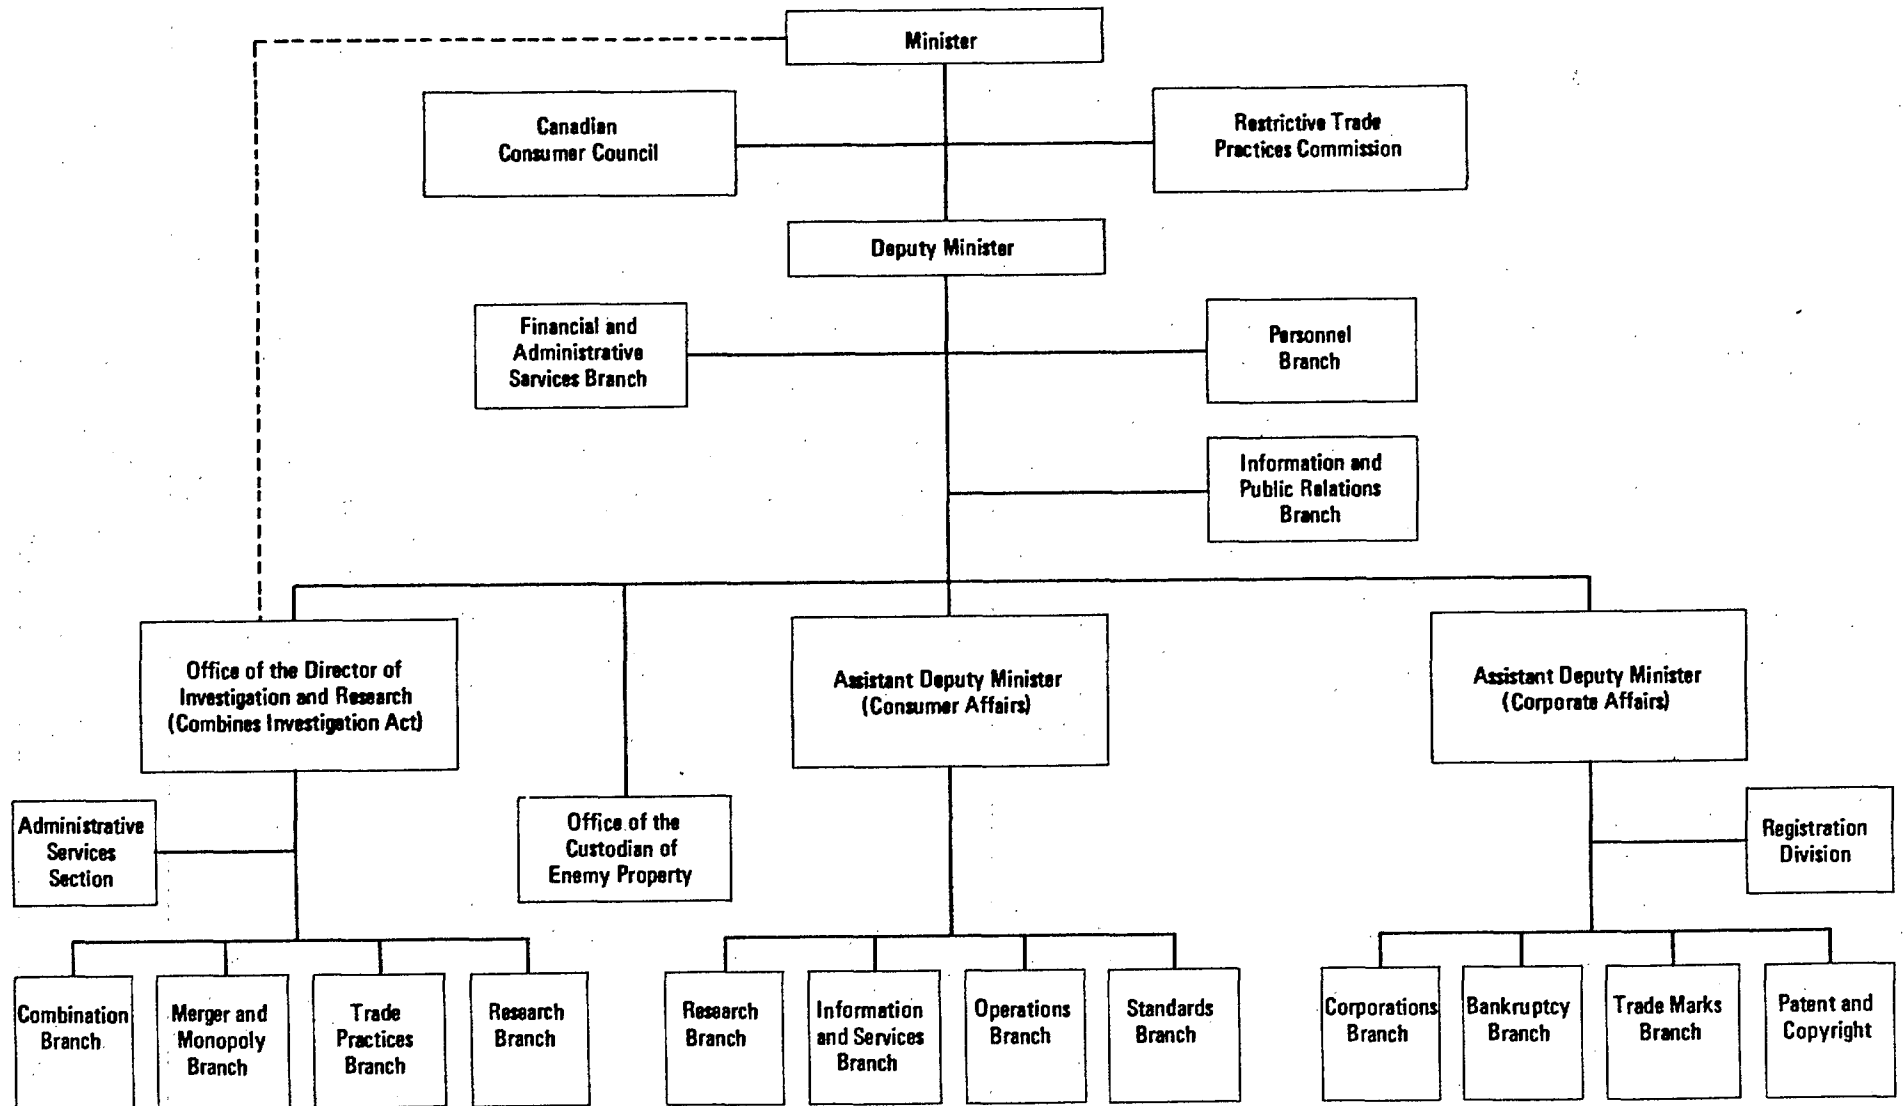 Minister
Canadian
Consumer Council
Restrictive Trade
Practices Commission
Deputy Minister
Financial and
Administrative
Services Branch
Personnel
Branch
Information and
Public Relations
Branch
Office of the Director of
Investigation and Research
(Combines Investigation Act)
Assistant Deputy Minister
(Consumer Affairs)
Assistant Deputy Minister
(Corporate Affairs)
Administrative
Services
Section
Office of the
Custodian of
Enemy Property
Registration
Division
Combination
Branch
Merger and
Monopoly
Branch
Trade
Practices
Branch
Research
Branch
Research
Branch
Information
and Services
Branch
Operations
Branch
Standards
Branch
Corporations
Branch
Bankruptcy
Branch
Trade Marks
Branch
Patent and
Copyright